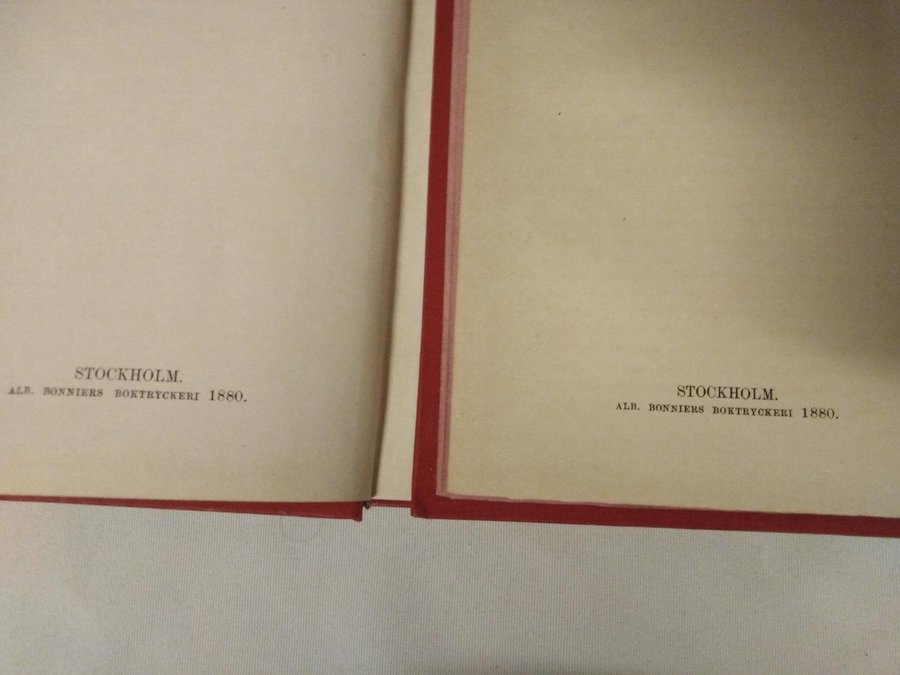 STOCKHOLM.
ALB. BONNIERS BOKTRYCKERI 1880.
STOCKHOLM.
ALB. BONNIERS BOKTRYCKERI 1880.